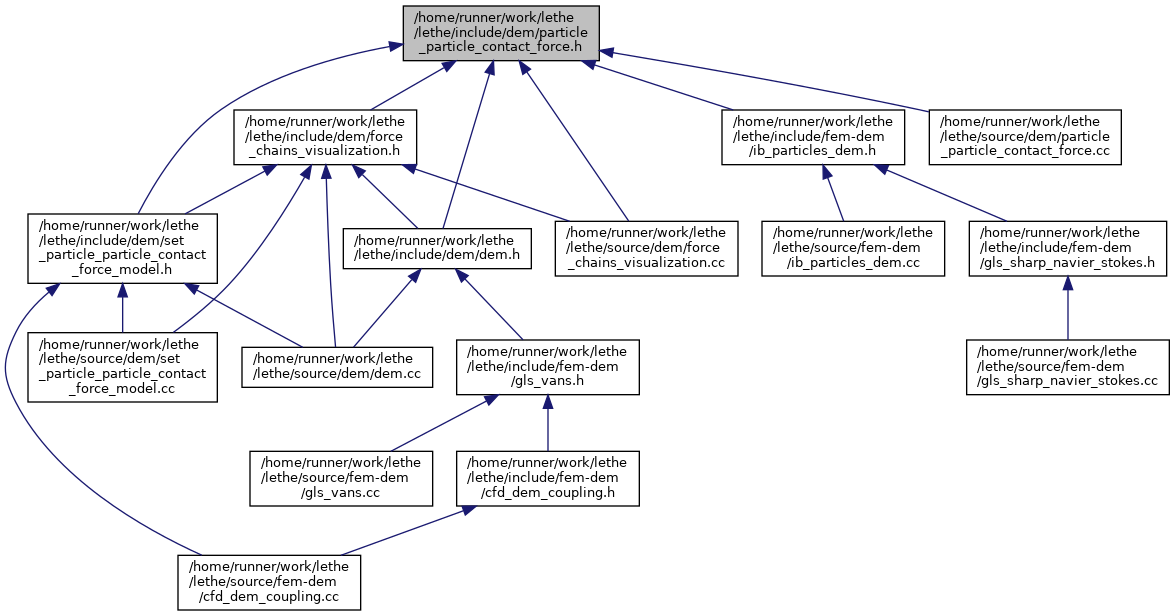 /home/runner/work/lethe
/lethe/include/dem/particle
_particle_contact_force.h
/home/runner/work/lethe
/lethe/include/dem/force
_chains_visualization.h
/home/runner/work/lethe
/lethe/include/fem-dem
/ib_particles_dem.h
/home/runner/work/lethe
/lethe/source/dem/particle
_particle_contact_force.cc
/home/runner/work/lethe
/lethe/include/dem/set
_particle_particle_contact
_force_model.h
/home/runner/work/lethe
/lethe/include/dem/dem.h
/home/runner/work/lethe
/lethe/source/dem/force
_chains_visualization.cc
/home/runner/work/lethe
/lethe/source/fem-dem
/ib_particles_dem.cc
/home/runner/work/lethe
/lethe/include/fem-dem
/gls_sharp_navier_stokes.h
/home/runner/work/lethe
/lethe/source/dem/set
_particle_particle_contact
_force_model.cc
/home/runner/work/lethe
/lethe/source/dem/dem.cc
/home/runner/work/lethe
/lethe/include/fem-dem
/gls_vans.h
/home/runner/work/lethe
/lethe/source/fem-dem
/gls_sharp_navier_stokes.cc
/home/runner/work/lethe
/lethe/source/fem-dem
/gls_vans.cc
/home/runner/work/lethe
/lethe/include/fem-dem
/cfd_dem_coupling.h
/home/runner/work/lethe
/lethe/source/fem-dem
/cfd_dem_coupling.cc